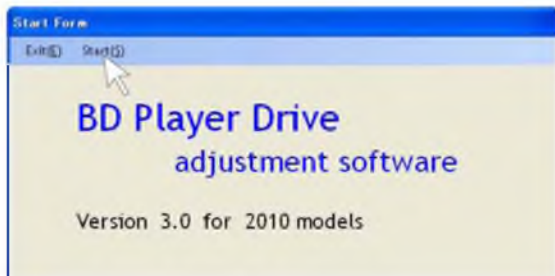 Start Form
Exit(E) Start(S)
BD Player Drive
adjustment software
Version 3.0 for 2010 models